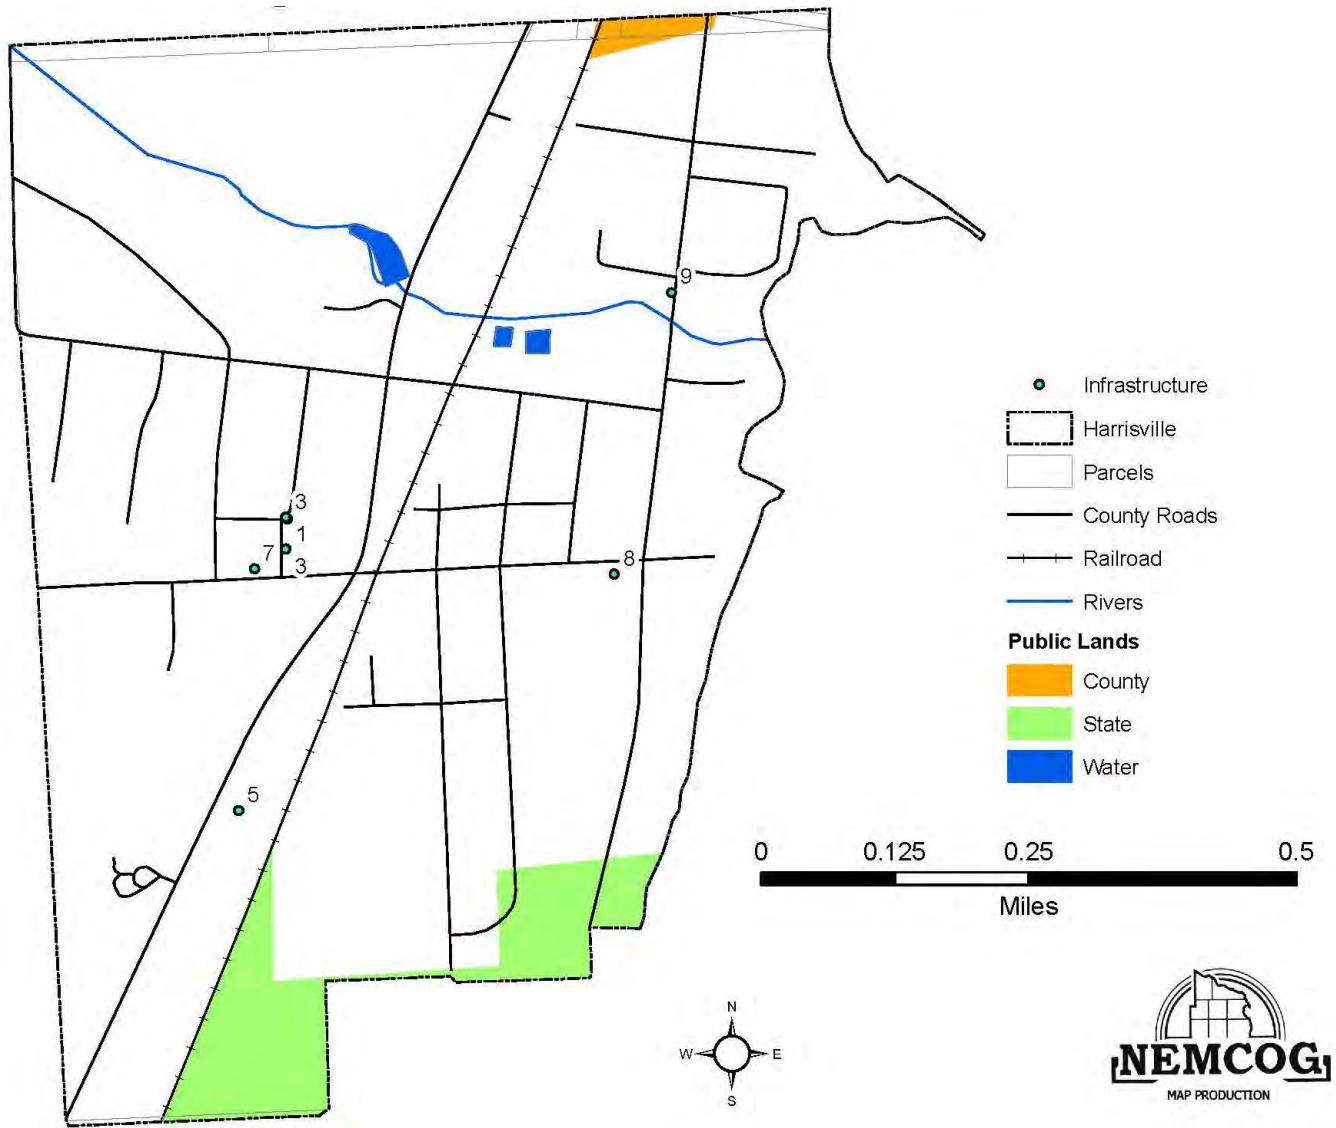 9
3
1
7
3
8
5
Infrastructure
Harrisville
Parcels
County Roads
Railroad
Rivers
Public Lands
County
State
Water
0 0.125 0.25 0.5
Miles
N
W E
S
NEMCOG
MAP PRODUCTION